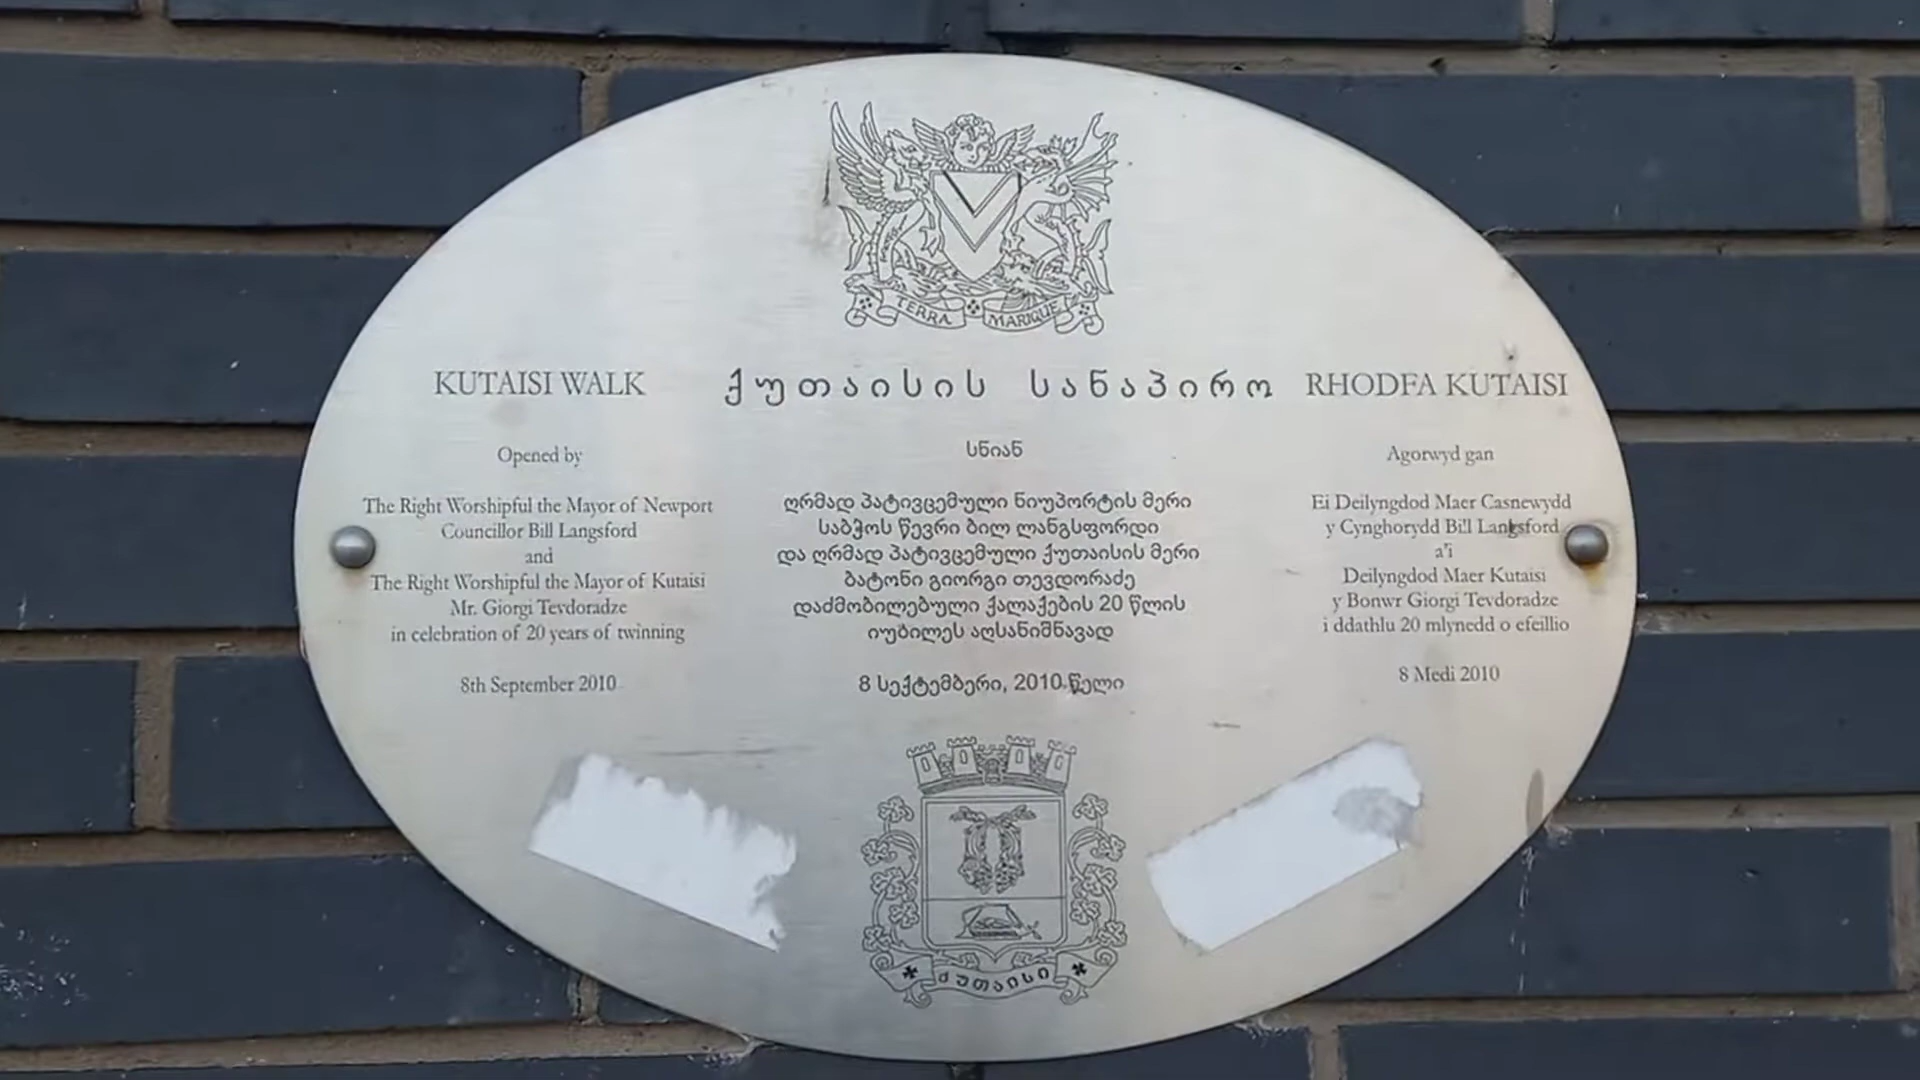 TERRA MARIQUE
KUTAISI WALK
Opened by
The Right Worshipful the Mayor of Newport
Councillor Bill Langsford
and
The Right Worshipful the Mayor of Kutaisi
Mr. Giorgi Tevdoradze
in celebration of 20 years of twinning
8th September 2010
ქუთაისის სანაპირო
სნიან
ღრმად პატივცემული ნიუპორტის მერი
საბჭოს წევრი ბილ ლანგსფორდი
და ღრმად პატივცემული ქუთაისის მერი
ბატონი გიორგი თევდორაძე
დაძმობილებული ქალაქების 20 წლის
იუბილეს აღსანიშნავად
8 სექტემბერი, 2010 წელი
RHODFA KUTAISI
Agorwyd gan
Ei Deilyngdod Maer Casnewydd
y Cynghorydd Bill Langsford
a'i
Deilyngdod Maer Kutaisi
y Bonwr Giorgi Tevdoradze
i ddathlu 20 mlynedd o efeillio
8 Medi 2010
ქუთაისი